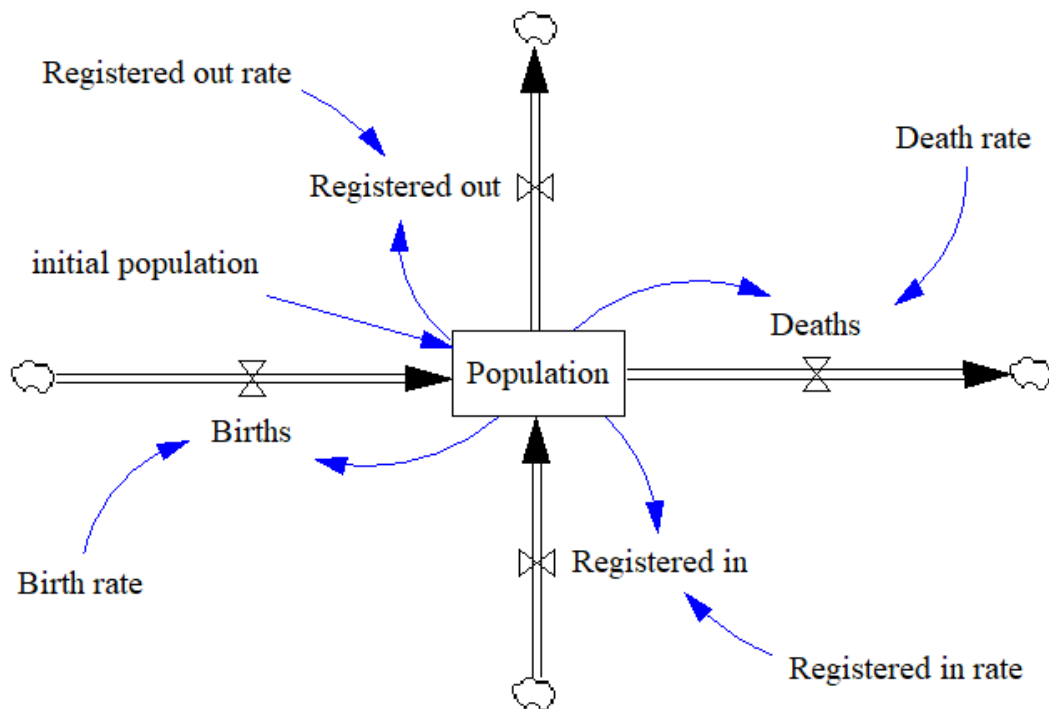 Registered out rate
Death rate
Registered out
initial population
Deaths
Population
Births
Registered in
Birth rate
Registered in rate